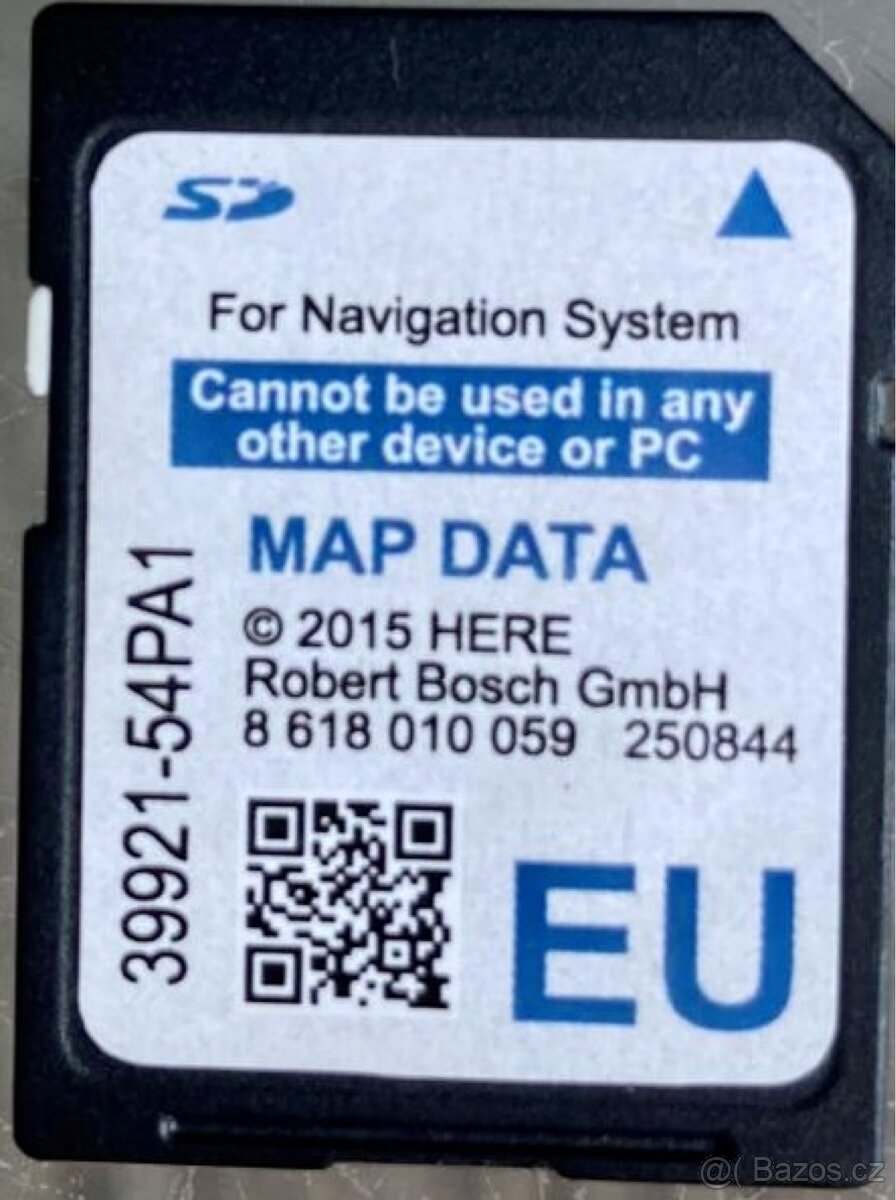 SD
For Navigation System
Cannot be used in any
other device or PC
MAP DATA
© 2015 HERE
Robert Bosch GmbH
8 618 010 059 250844
39921-54PA1
EU
@( Bazos.cz